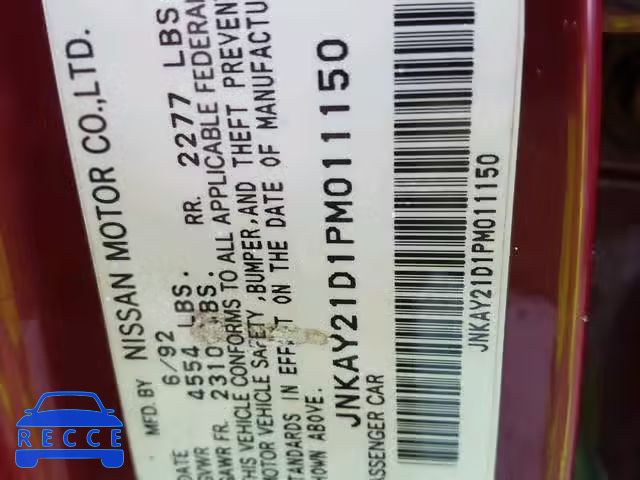 MFD. BY NISSAN MOTOR CO.,LTD.
DATE 6/92
GVWR 4554 LBS.
GAWR FR. 2310 LBS. RR. 2277 LBS
THIS VEHICLE CONFORMS TO ALL APPLICABLE FEDERAL
MOTOR VEHICLE SAFETY, BUMPER, AND THEFT PREVENT
STANDARDS IN EFFECT ON THE DATE OF MANUFACTU
HOWN ABOVE.
JNKAY21D1PM011150
ASSENGER CAR
JNKAY21D1PM011150
RECCE